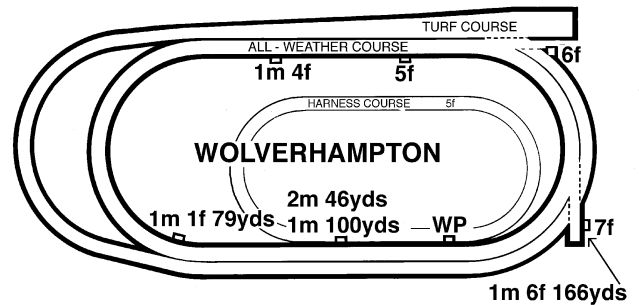 TURF COURSE
ALL - WEATHER COURSE
6f
1m 4f
5f
HARNESS COURSE 5f
WOLVERHAMPTON
2m 46yds
1m 1f 79yds
1m 100yds
WP
7f
1m 6f 166yds